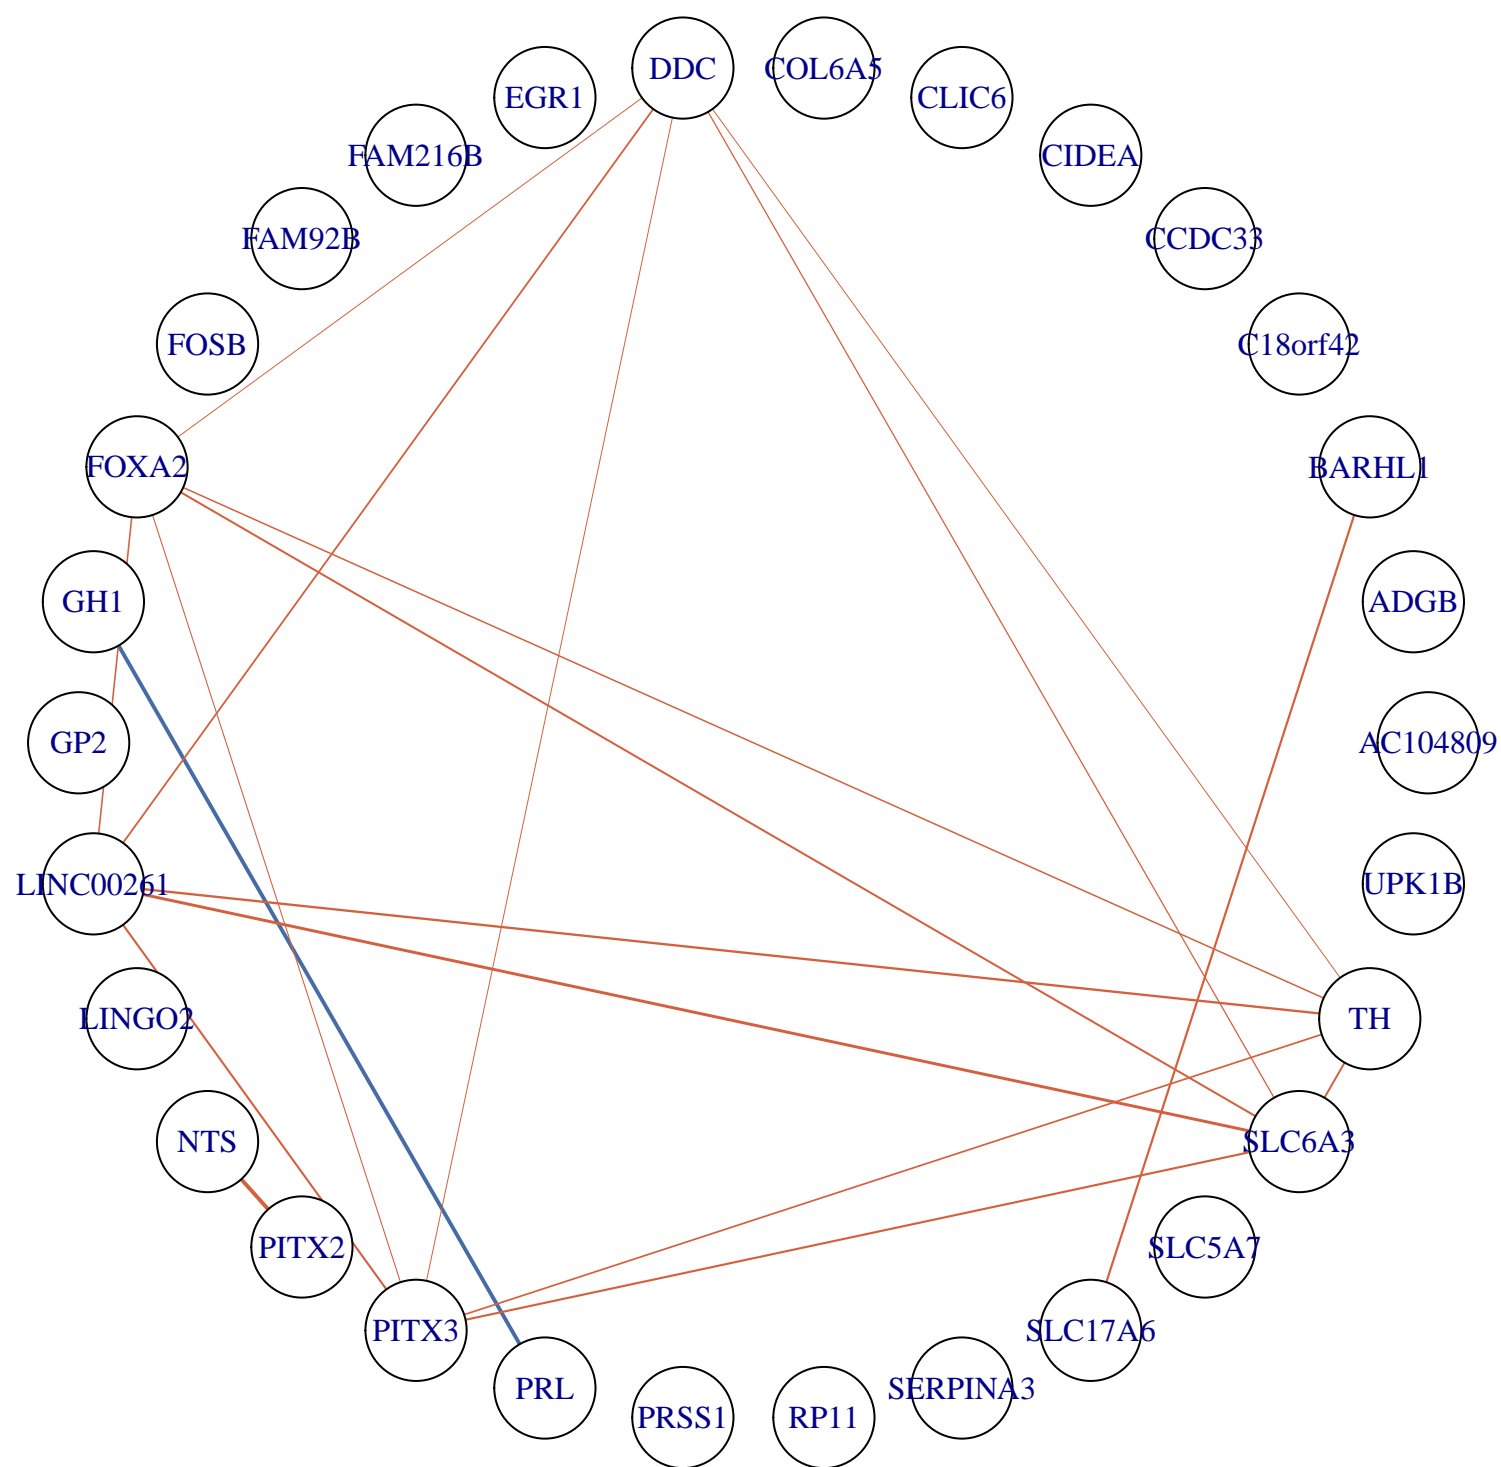 DDC
COL6A5
EGR1
CLIC6
FAM216B
CIDEA
FAM92B
CCDC33
FOSB
C18orf42
FOXA2
BARHL1
GH1
ADGB
GP2
AC104809
LINC00261
UPK1B
LINGO2
TH
NTS
SLC6A3
PITX2
SLC5A7
PITX3
SLC17A6
PRL
SERPINA3
PRSS1
RP11